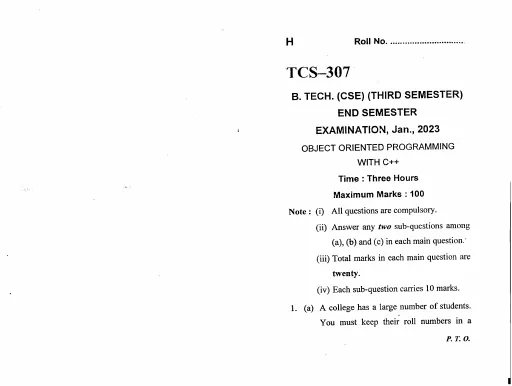 H Roll No. ..............................
TCS–307
B. TECH. (CSE) (THIRD SEMESTER)
END SEMESTER
EXAMINATION, Jan., 2023
OBJECT ORIENTED PROGRAMMING
WITH C++
Time : Three Hours
Maximum Marks : 100
Note : (i) All questions are compulsory.
(ii) Answer any two sub-questions among
(a), (b) and (c) in each main question.
(iii) Total marks in each main question are
twenty.
(iv) Each sub-question carries 10 marks.
1. (a) A college has a large number of students.
You must keep their roll numbers in a
P. T. O.